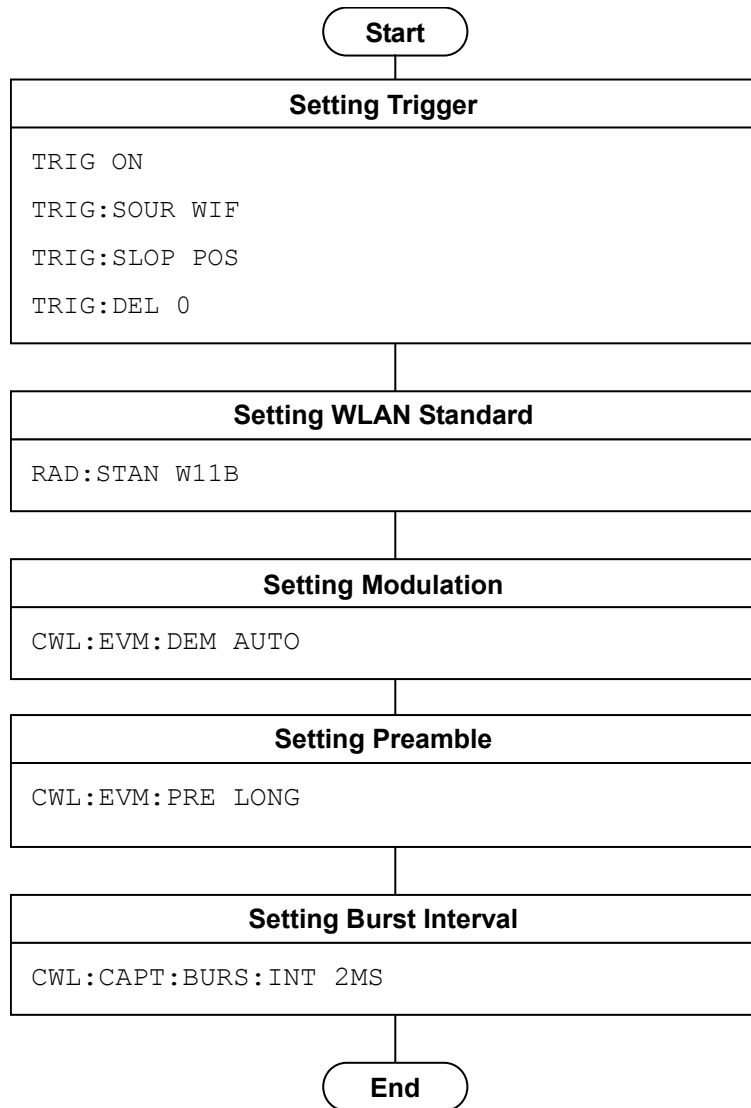 Start
Setting Trigger
TRIG ON
TRIG:SOUR WIF
TRIG:SLOP POS
TRIG:DEL 0
Setting WLAN Standard
RAD:STAN W11B
Setting Modulation
CWL:EVM:DEM AUTO
Setting Preamble
CWL:EVM:PRE LONG
Setting Burst Interval
CWL:CAPT:BURS:INT 2MS
End